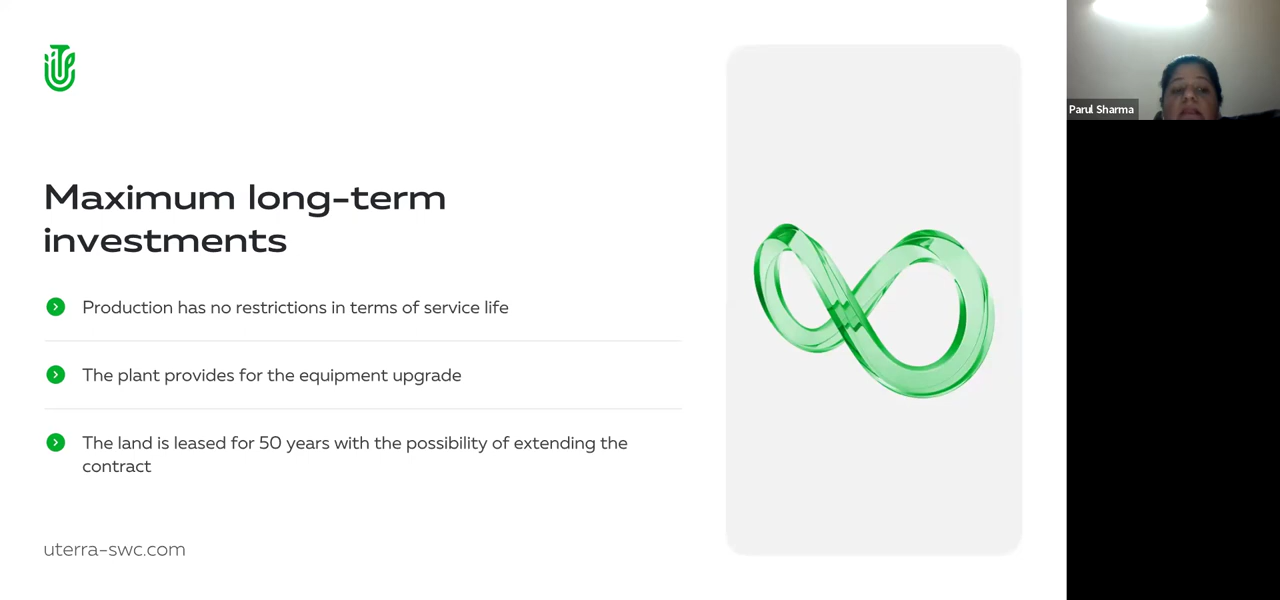 Maximum long-term
investments
Production has no restrictions in terms of service life
The plant provides for the equipment upgrade
The land is leased for 50 years with the possibility of extending the
contract
uterra-swc.com
Parul Sharma